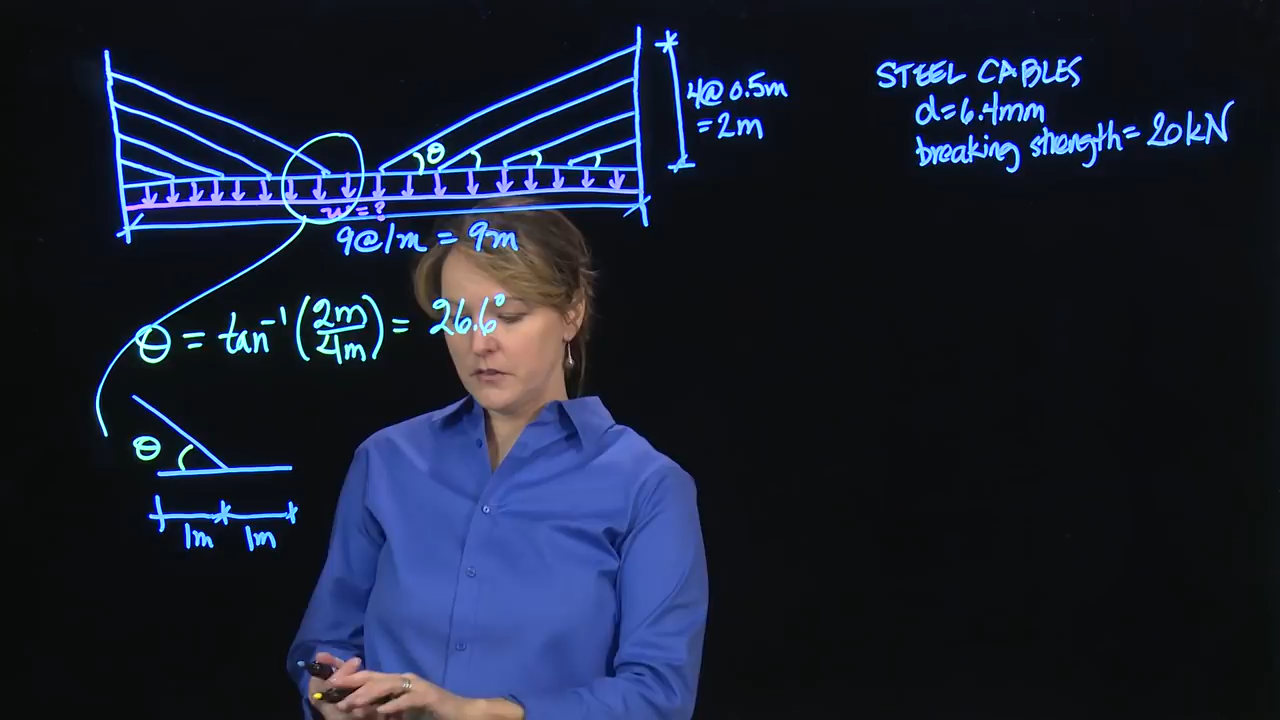 STEEL CABLES
d=6.4mm
breaking strength= 20kN
4@ 0.5m
= 2m
θ
w = ?
9@1m = 9m
θ = tan⁻¹(2m/4m) = 26.6°
θ
1m 1m